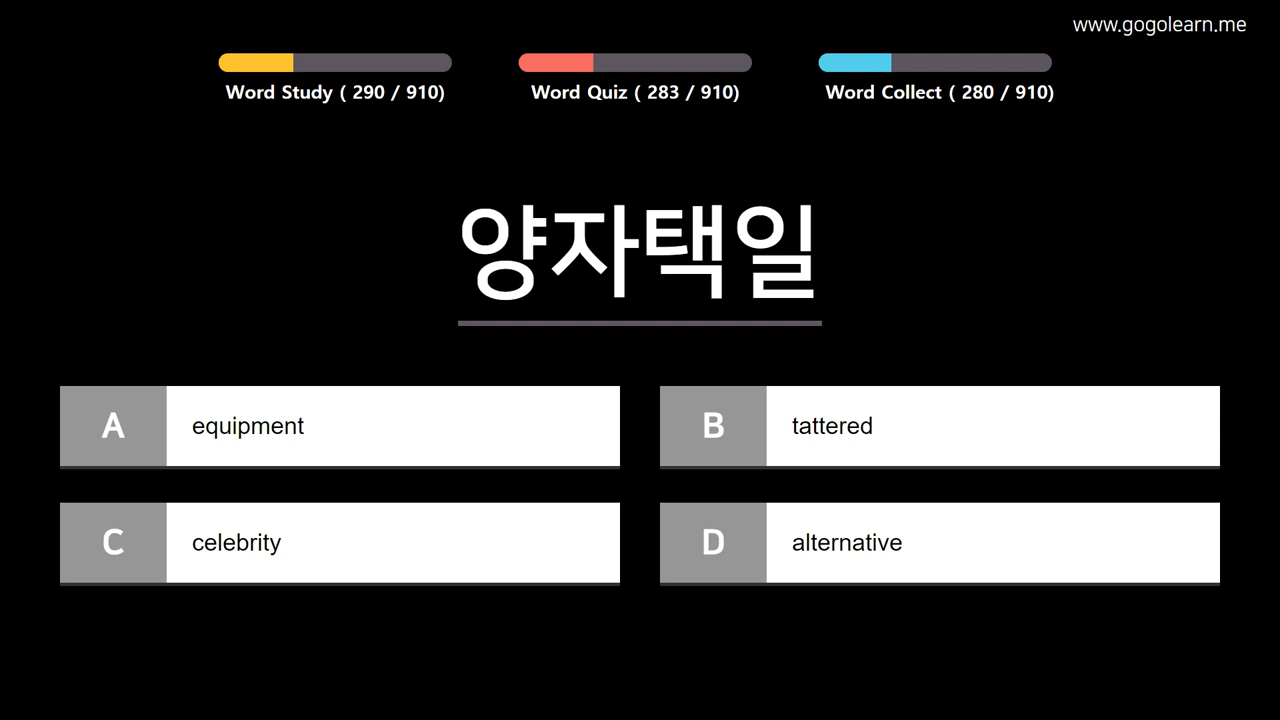 www.gogolearn.me
Word Study ( 290 / 910)
Word Quiz ( 283 / 910)
Word Collect ( 280 / 910)
양자택일
A equipment
B tattered
C celebrity
D alternative